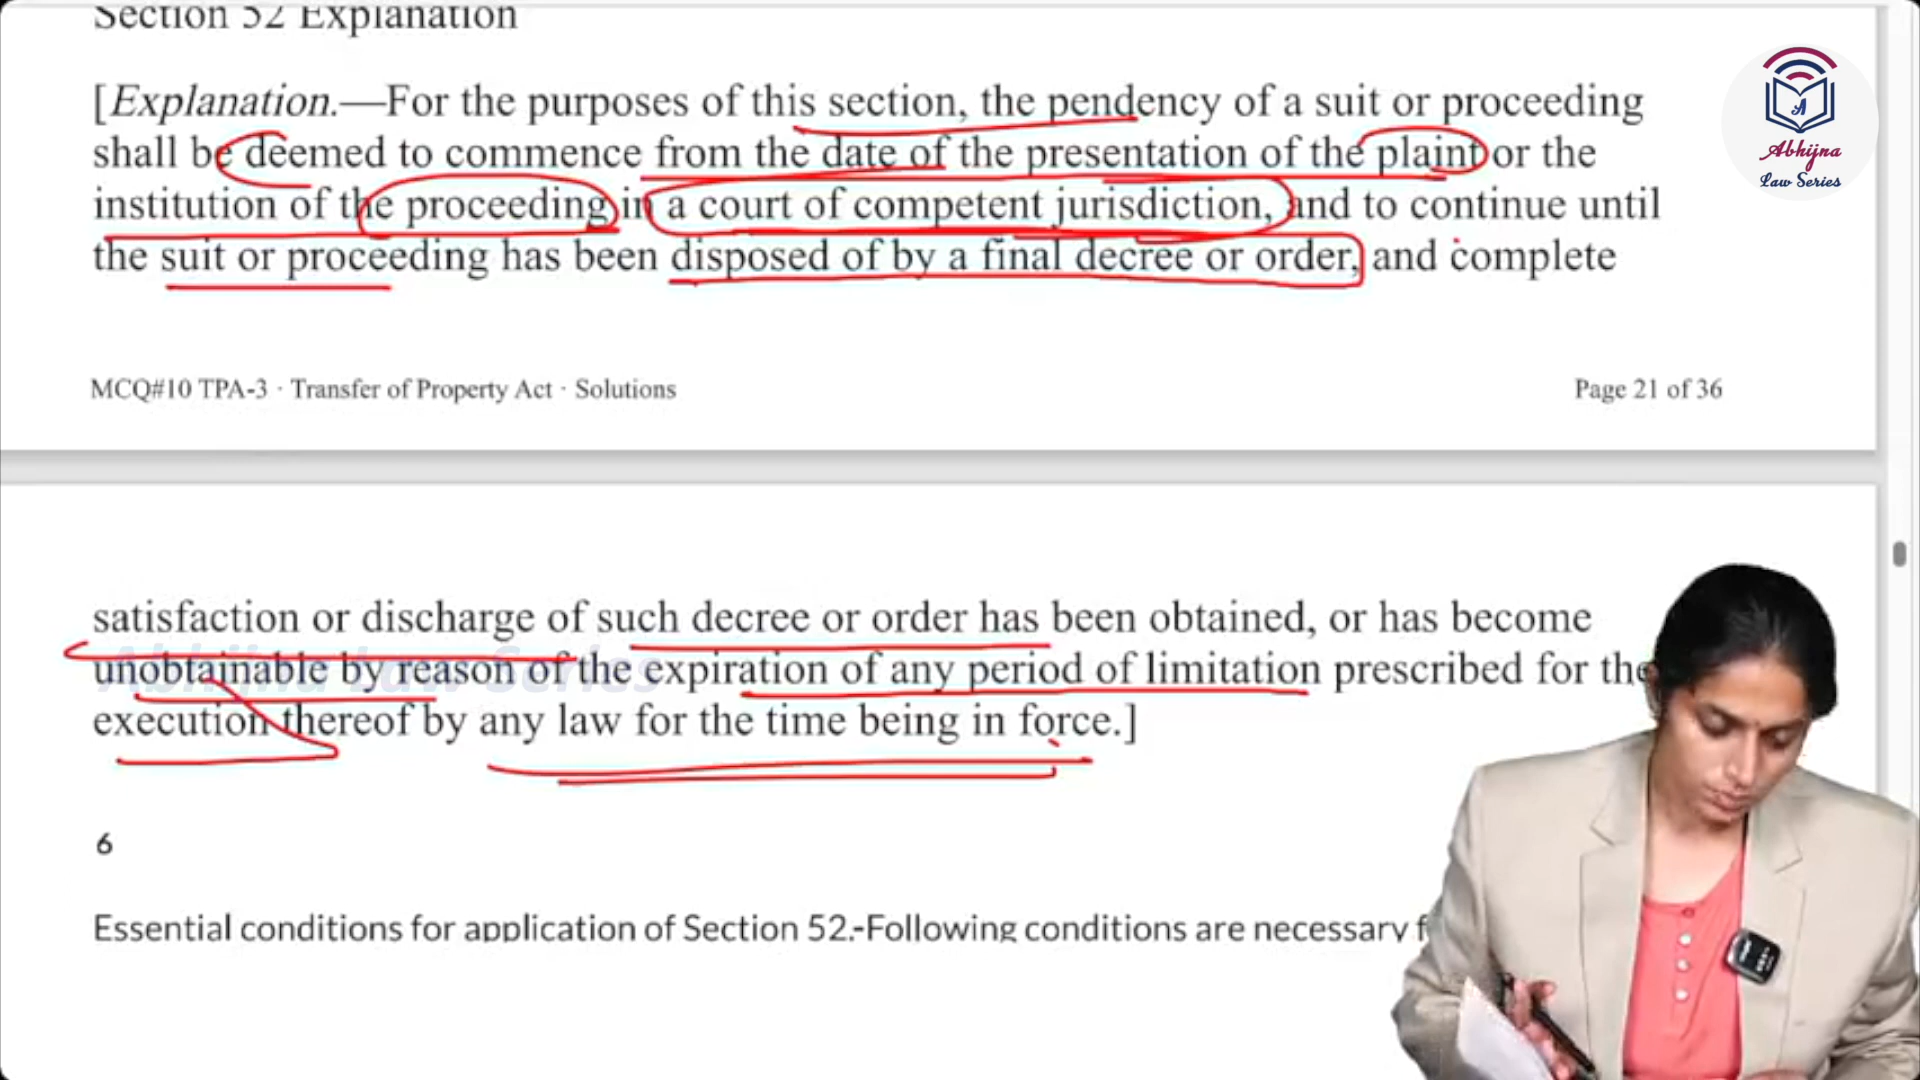 Section 52 Explanation
[Explanation.—For the purposes of this section, the pendency of a suit or proceeding
shall be deemed to commence from the date of the presentation of the plaint or the
institution of the proceeding in a court of competent jurisdiction, and to continue until
the suit or proceeding has been disposed of by a final decree or order, and complete
MCQ#10 TPA-3 · Transfer of Property Act · Solutions
Page 21 of 36
satisfaction or discharge of such decree or order has been obtained, or has become
unobtainable by reason of the expiration of any period of limitation prescribed for the
execution thereof by any law for the time being in force.]
6
Essential conditions for application of Section 52.-Following conditions are necessary f
Abhijna Law Series
A
Abhijna
Law Series